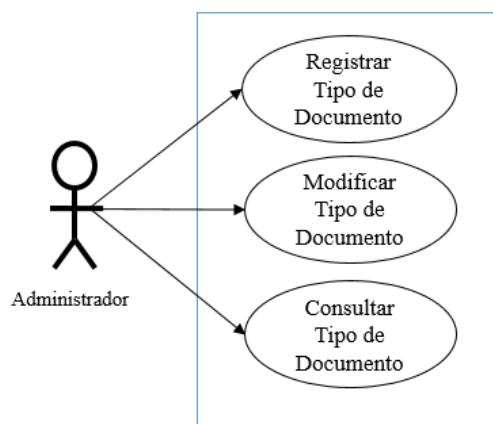 Registrar
Tipo de
Documento
Modificar
Tipo de
Documento
Administrador
Consultar
Tipo de
Documento